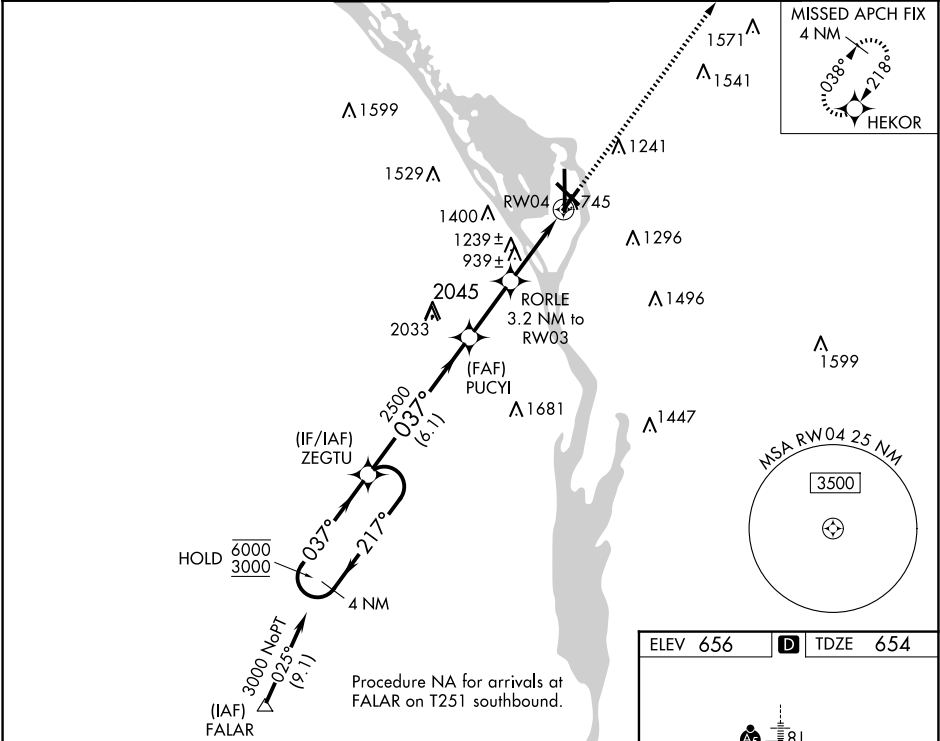 MISSED APCH FIX
4 NM
038°
218°
HEKOR
1571
1541
1599
1241
1529
RW04
745
1400
1239 ±
939 ±
1296
2045
RORLE
3.2 NM to
RW03
1496
2033
1599
(FAF)
PUCYI
2500
037°
(6.1)
1681
1447
(IF/IAF)
ZEGTU
MSA RW04 25 NM
3500
037°
217°
HOLD
6000
3000
4 NM
3000 NoPT
025°
(9.1)
(IAF)
FALAR
Procedure NA for arrivals at
FALAR on T251 southbound.
ELEV 656 D TDZE 654
A5